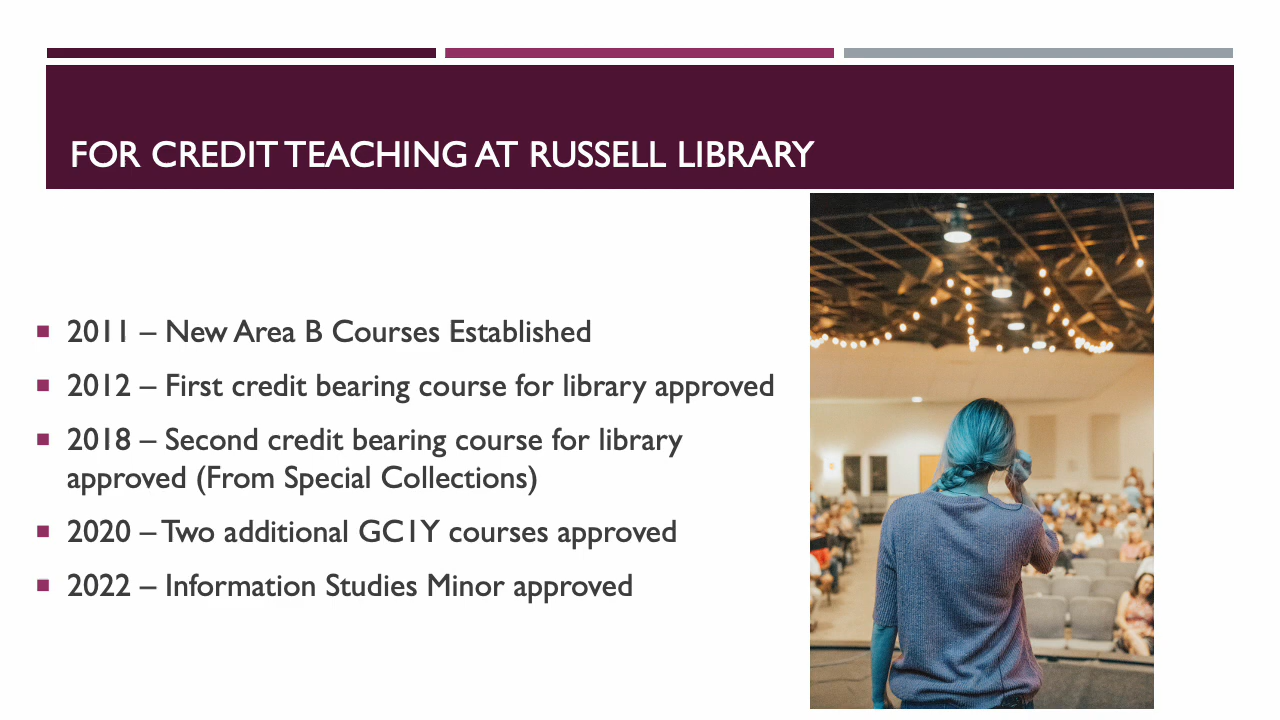 FOR CREDIT TEACHING AT RUSSELL LIBRARY
2011 – New Area B Courses Established
2012 – First credit bearing course for library approved
2018 – Second credit bearing course for library
approved (From Special Collections)
2020 – Two additional GC1Y courses approved
2022 – Information Studies Minor approved